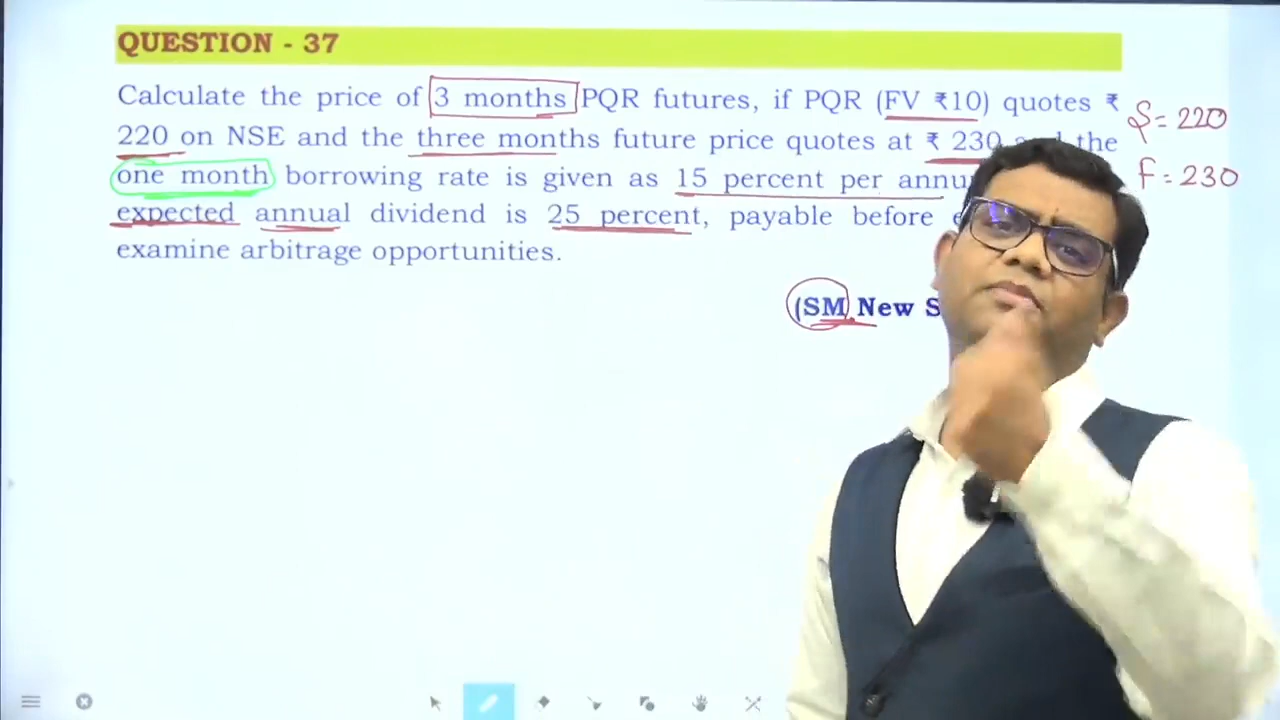 QUESTION - 37
Calculate the price of 3 months PQR futures, if PQR (FV ₹10) quotes ₹
220 on NSE and the three months future price quotes at ₹ 230 the
one month borrowing rate is given as 15 percent per
expected annual dividend is 25 percent, payable before
examine arbitrage opportunities.
(SM New
S = 220
F = 230